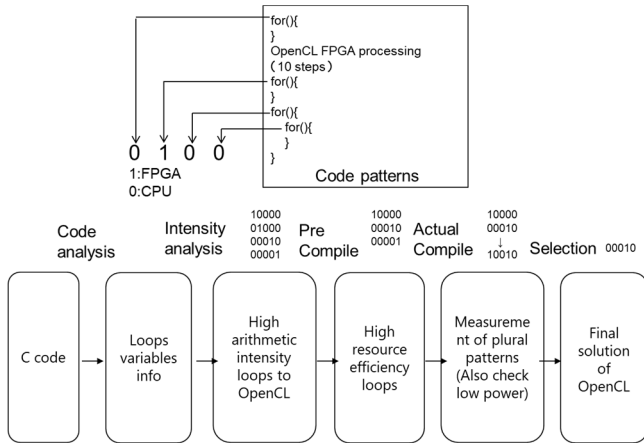 for(){
}
OpenCL FPGA processing
(10 steps)
for(){
}
for(){
for(){
}
}
Code patterns
0 1 0 0
1:FPGA
0:CPU
Code
analysis
Intensity
analysis
10000
01000
00010
00001
Pre
Compile
10000
00010
00001
Actual
Compile
10000
00010
↓
10010
Selection 00010
C code
Loops
variables
info
High
arithmetic
intensity
loops to
OpenCL
High
resource
efficiency
loops
Measureme
nt of plural
patterns
(Also check
low power)
Final
solution
of
OpenCL